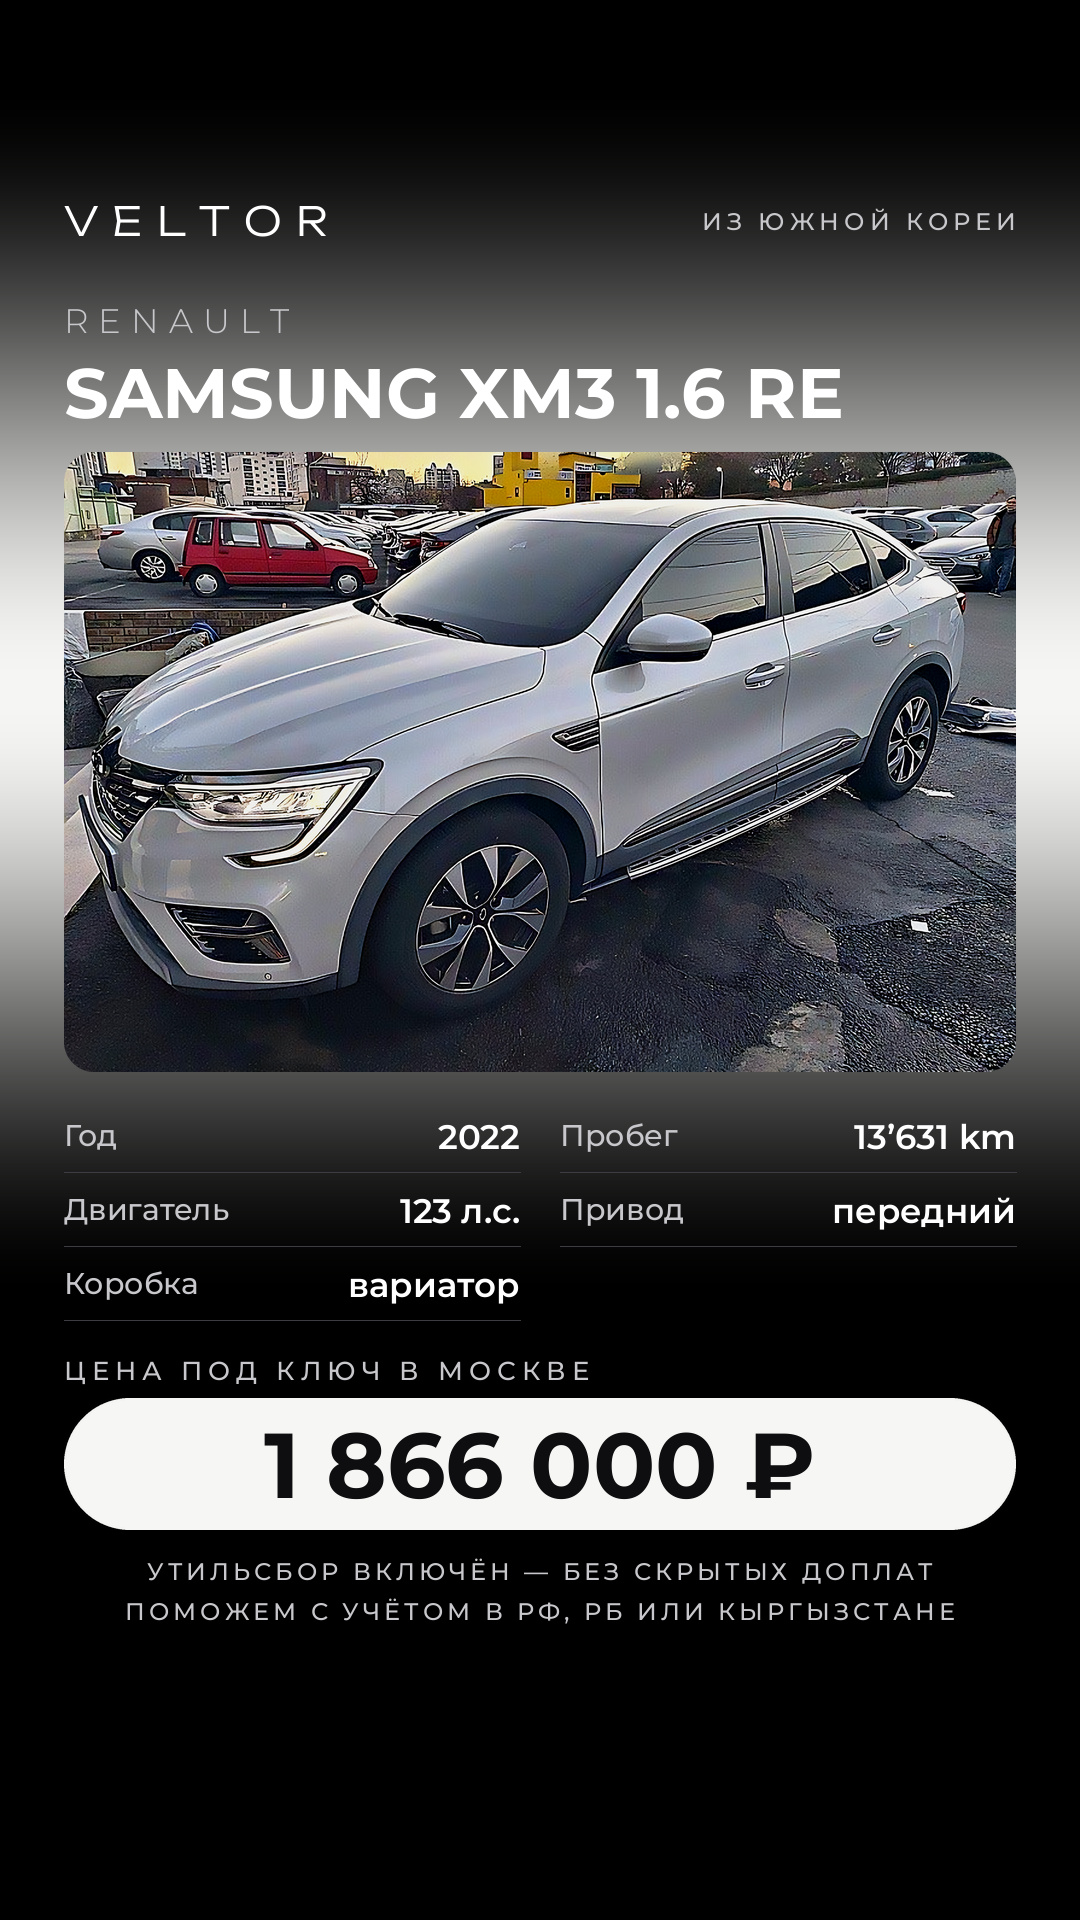 VELTOR
ИЗ ЮЖНОЙ КОРЕИ
RENAULT
SAMSUNG XM3 1.6 RE
Год 2022
Пробег 13’631 km
Двигатель 123 л.с.
Привод передний
Коробка вариатор
ЦЕНА ПОД КЛЮЧ В МОСКВЕ
1 866 000 ₽
УТИЛЬСБОР ВКЛЮЧЁН — БЕЗ СКРЫТЫХ ДОПЛАТ
ПОМОЖЕМ С УЧЁТОМ В РФ, РБ ИЛИ КЫРГЫЗСТАНЕ